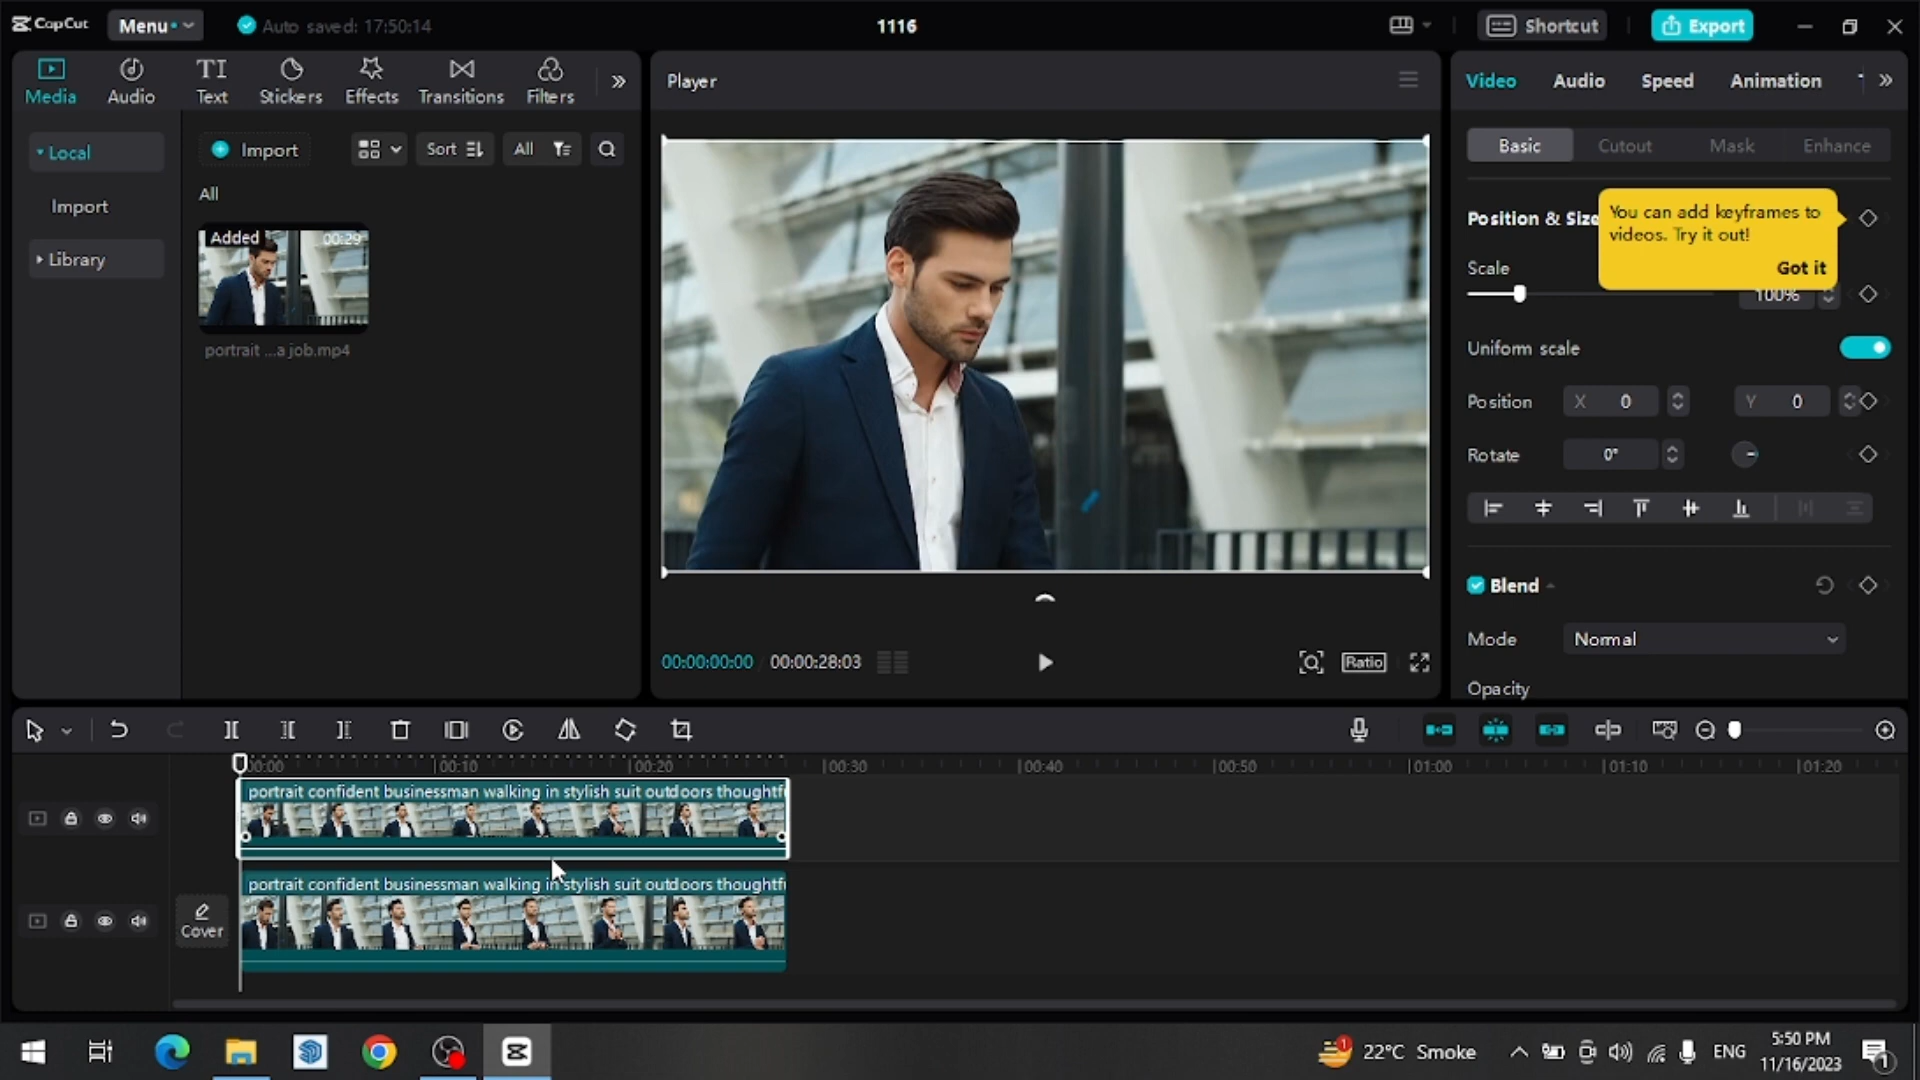 CapCut
Menu
Auto saved: 17:50:14
1116
Shortcut
Export
Media
Audio
Text
Stickers
Effects
Transitions
Filters
Local
Import
Library
Import
Sort
All
All
Added
00:29
portrait ...a job.mp4
Player
00:00:00:00
00:00:28:03
Ratio
Video
Audio
Speed
Animation
Basic
Cutout
Mask
Enhance
Position & Size
You can add keyframes to
videos. Try it out!
Got it
Scale
100%
Uniform scale
Position
X 0
Y 0
Rotate
0°
Blend
Mode
Normal
Opacity
00:00
00:10
00:20
00:30
00:40
00:50
01:00
01:10
01:20
portrait confident businessman walking in stylish suit outdoors thoughtf
portrait confident businessman walking in stylish suit outdoors thoughtf
Cover
1
22°C Smoke
ENG
5:50 PM
11/16/2023
1